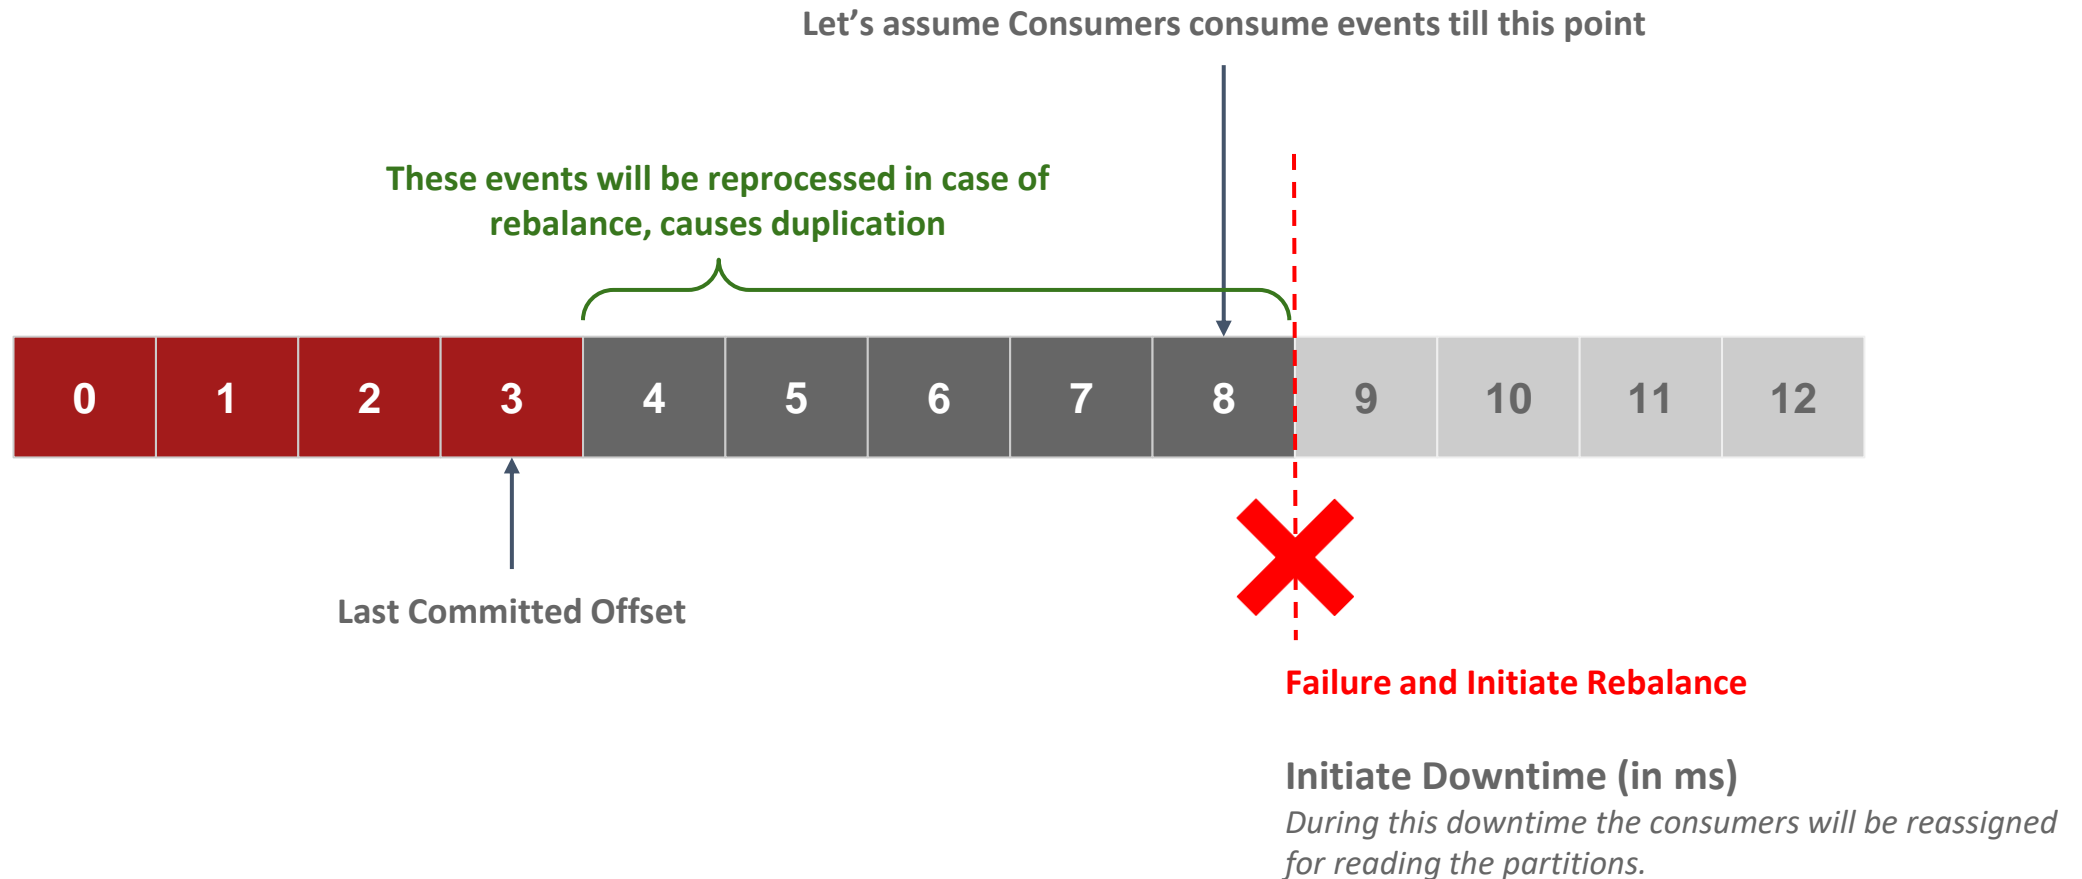 Let’s assume Consumers consume events till this point
These events will be reprocessed in case of
rebalance, causes duplication
0 1 2 3 4 5 6 7 8 9 10 11 12
Last Committed Offset
Failure and Initiate Rebalance
Initiate Downtime (in ms)
During this downtime the consumers will be reassigned
for reading the partitions.